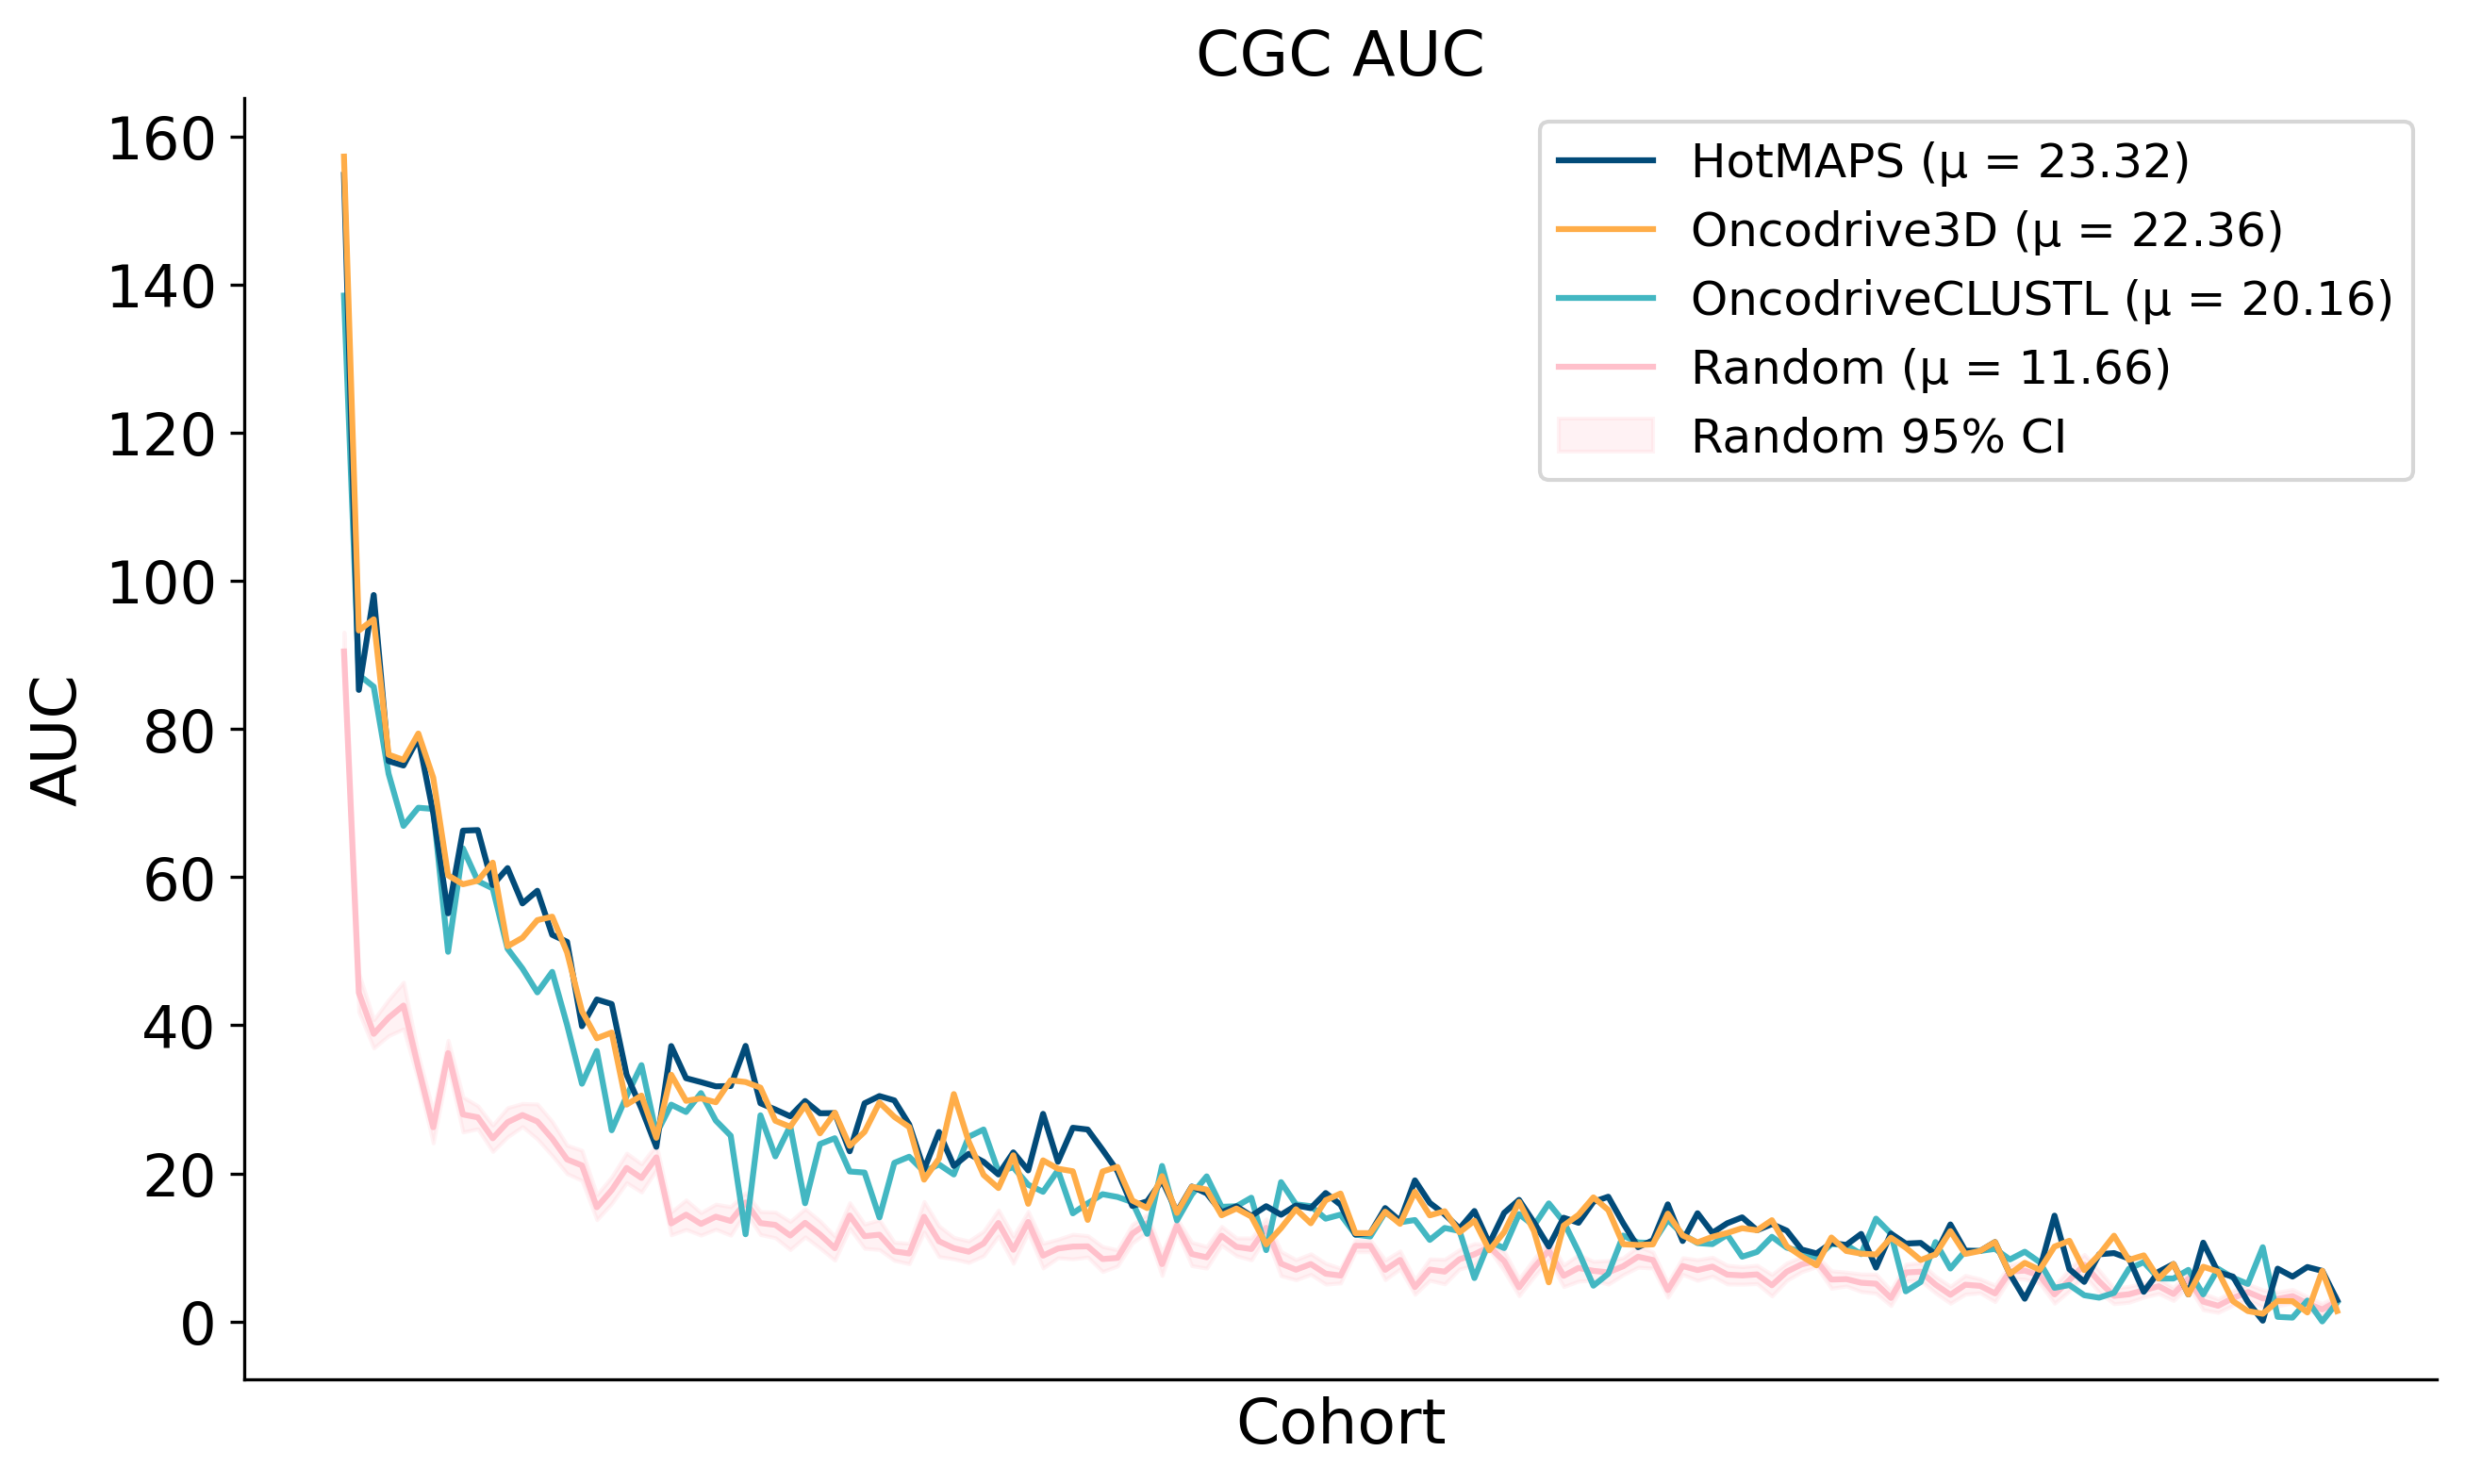 CGC AUC
160
140
120
100
80
60
40
20
0
AUC
Cohort
HotMAPS (μ = 23.32)
Oncodrive3D (μ = 22.36)
OncodriveCLUSTL (μ = 20.16)
Random (μ = 11.66)
Random 95% CI